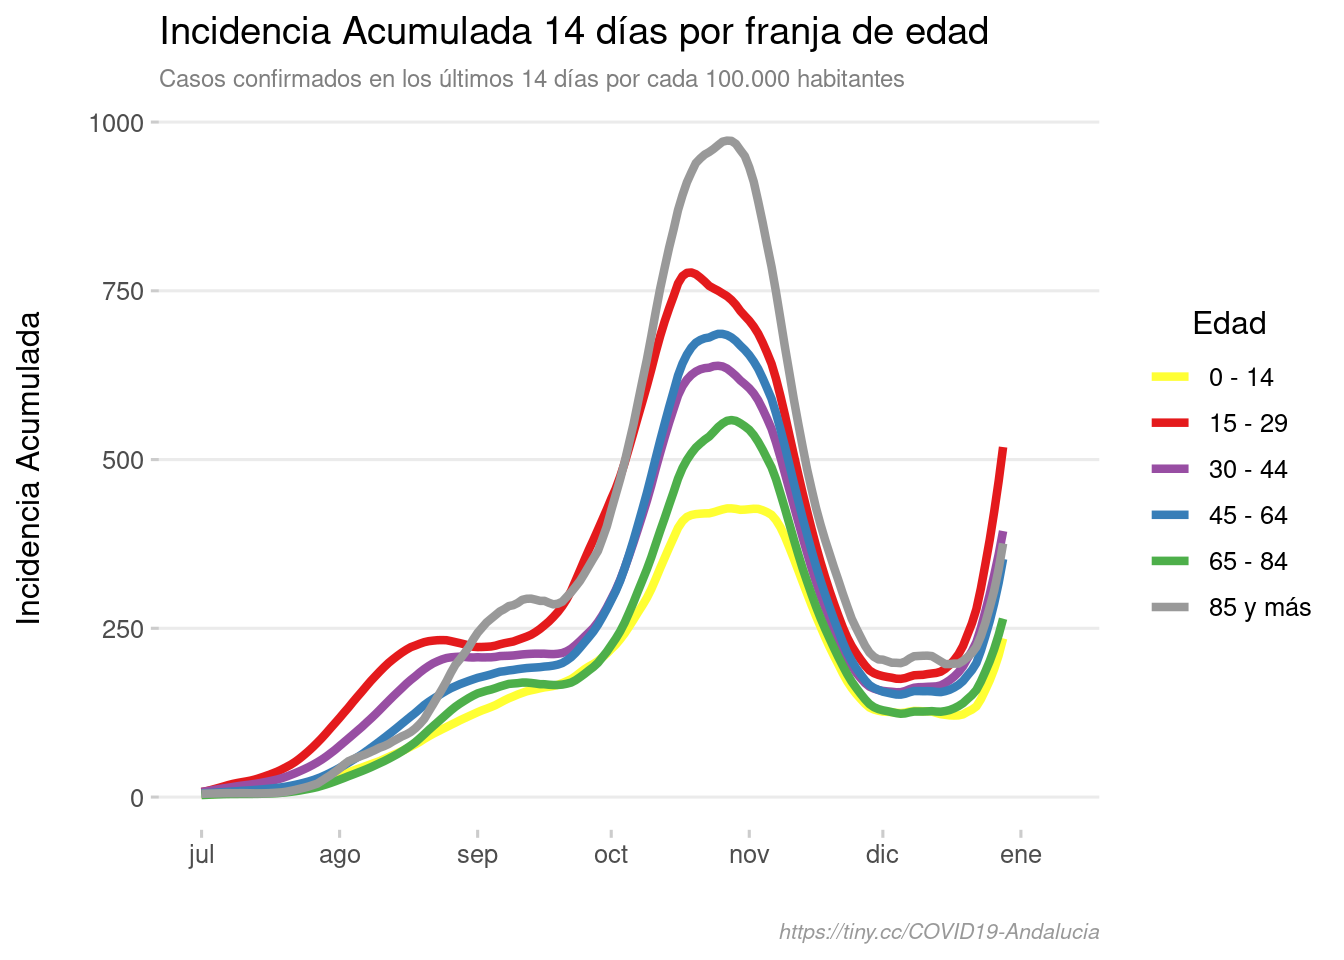 Incidencia Acumulada 14 días por franja de edad
Casos confirmados en los últimos 14 días por cada 100.000 habitantes
Incidencia Acumulada
1000
750
500
250
0
jul ago sep oct nov dic ene
Edad
0 - 14
15 - 29
30 - 44
45 - 64
65 - 84
85 y más
https://tiny.cc/COVID19-Andalucia